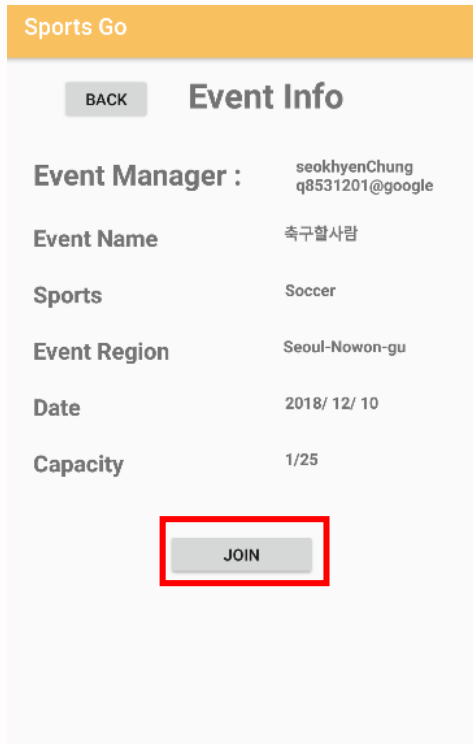 Sports Go
BACK
Event Info
Event Manager :
seokhyenChung
q8531201@google
Event Name
축구할사람
Sports
Soccer
Event Region
Seoul-Nowon-gu
Date
2018/ 12/ 10
Capacity
1/25
JOIN